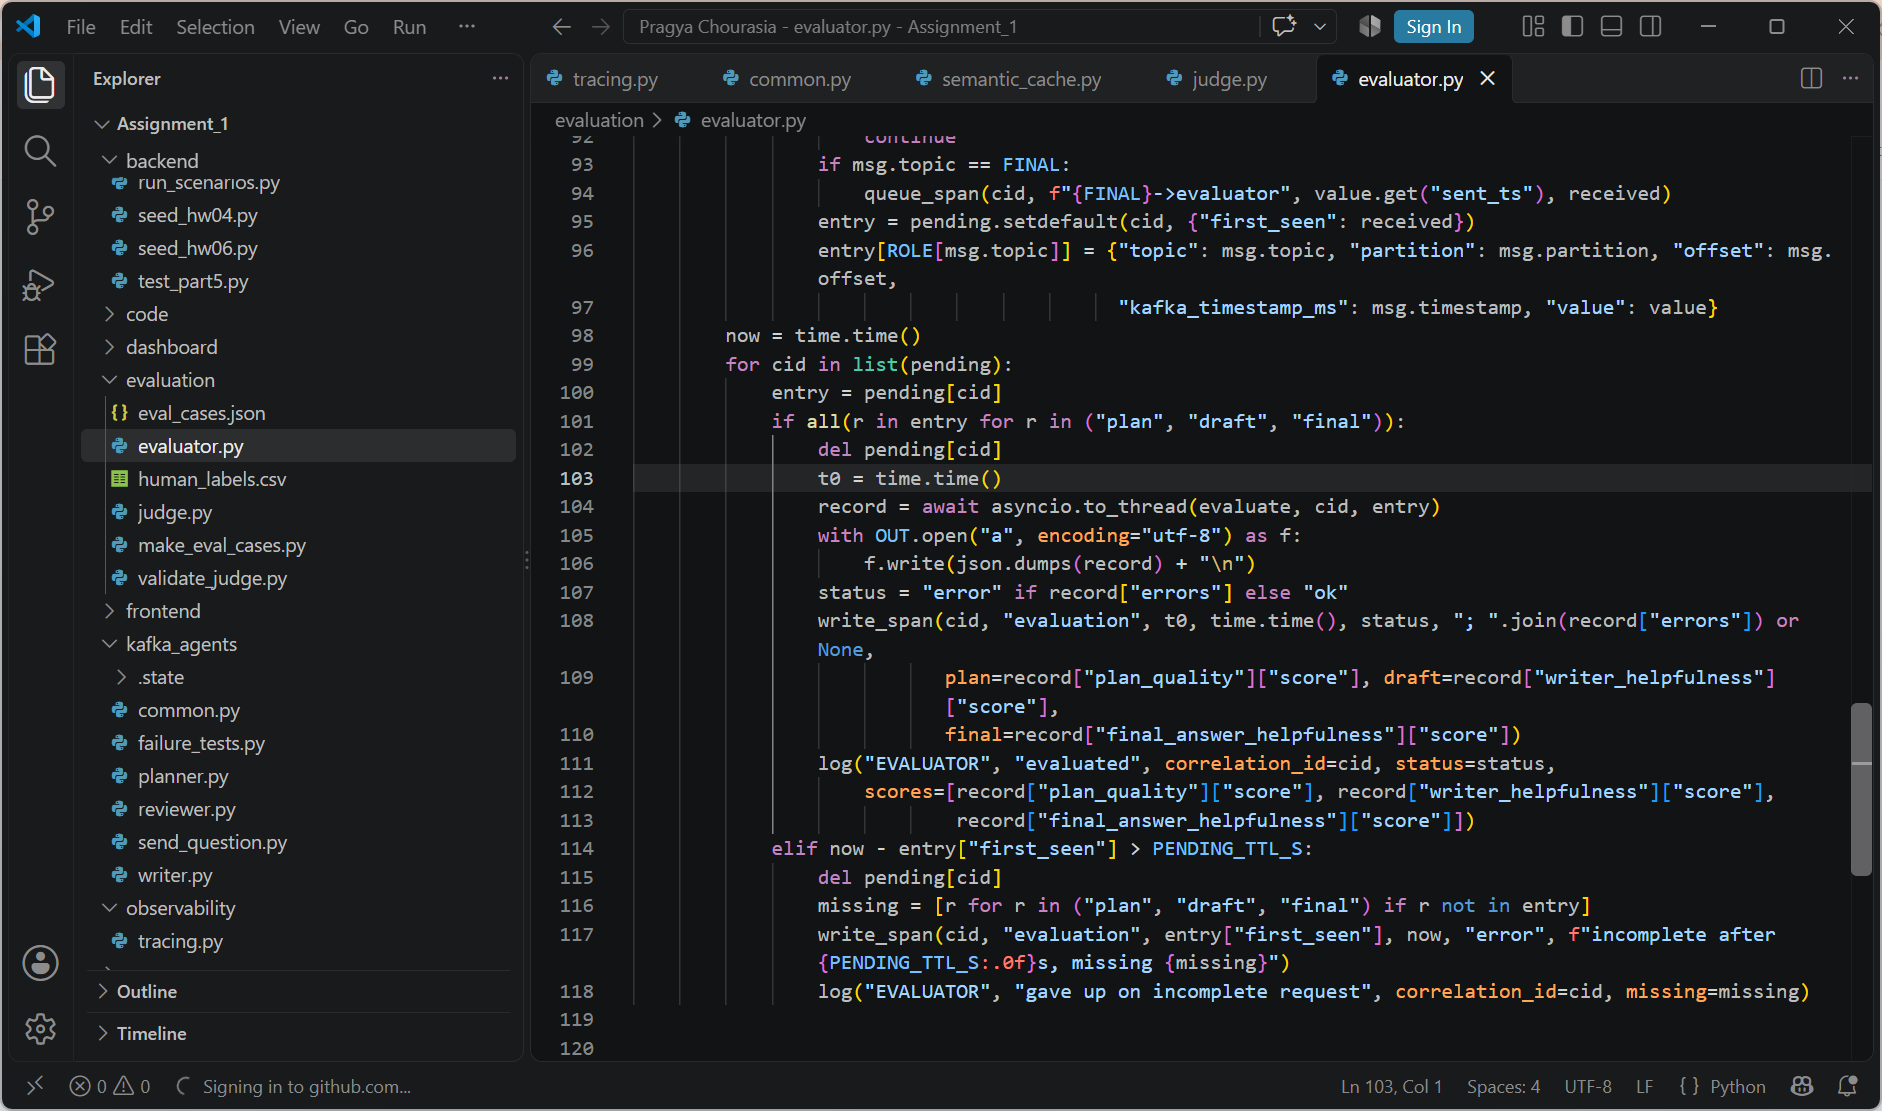 File Edit Selection View Go Run ···
Pragya Chourasia - evaluator.py - Assignment_1
Sign In
Explorer
Assignment_1
backend
run_scenarios.py
seed_hw04.py
seed_hw06.py
test_part5.py
code
dashboard
evaluation
eval_cases.json
evaluator.py
human_labels.csv
judge.py
make_eval_cases.py
validate_judge.py
frontend
kafka_agents
.state
common.py
failure_tests.py
planner.py
reviewer.py
send_question.py
writer.py
observability
tracing.py
Outline
Timeline
tracing.py common.py semantic_cache.py judge.py evaluator.py
evaluation > evaluator.py
92 continue
93 if msg.topic == FINAL:
94 queue_span(cid, f"{FINAL}->evaluator", value.get("sent_ts"), received)
95 entry = pending.setdefault(cid, {"first_seen": received})
96 entry[ROLE[msg.topic]] = {"topic": msg.topic, "partition": msg.partition, "offset": msg.
offset,
97 "kafka_timestamp_ms": msg.timestamp, "value": value}
98 now = time.time()
99 for cid in list(pending):
100 entry = pending[cid]
101 if all(r in entry for r in ("plan", "draft", "final")):
102 del pending[cid]
103 t0 = time.time()
104 record = await asyncio.to_thread(evaluate, cid, entry)
105 with OUT.open("a", encoding="utf-8") as f:
106 f.write(json.dumps(record) + "\n")
107 status = "error" if record["errors"] else "ok"
108 write_span(cid, "evaluation", t0, time.time(), status, "; ".join(record["errors"]) or
None,
109 plan=record["plan_quality"]["score"], draft=record["writer_helpfulness"]
["score"],
110 final=record["final_answer_helpfulness"]["score"])
111 log("EVALUATOR", "evaluated", correlation_id=cid, status=status,
112 scores=[record["plan_quality"]["score"], record["writer_helpfulness"]["score"],
113 record["final_answer_helpfulness"]["score"]])
114 elif now - entry["first_seen"] > PENDING_TTL_S:
115 del pending[cid]
116 missing = [r for r in ("plan", "draft", "final") if r not in entry]
117 write_span(cid, "evaluation", entry["first_seen"], now, "error", f"incomplete after
{PENDING_TTL_S:.0f}s, missing {missing}")
118 log("EVALUATOR", "gave up on incomplete request", correlation_id=cid, missing=missing)
119
120
0 0 Signing in to github.com...
Ln 103, Col 1 Spaces: 4 UTF-8 LF { } Python